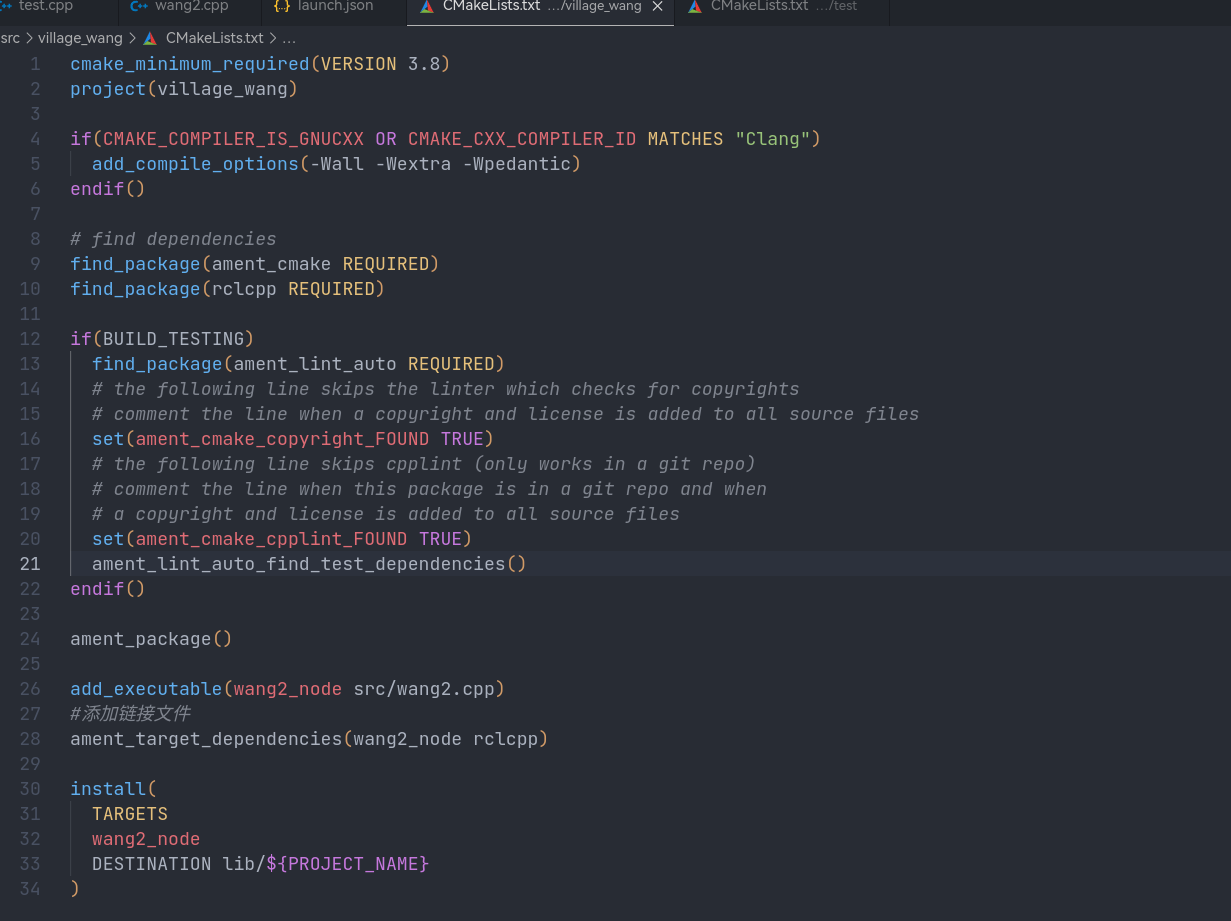 test.cpp wang2.cpp launch.json CMakeLists.txt .../village_wang CMakeLists.txt .../test
src > village_wang > CMakeLists.txt > ...
1 cmake_minimum_required(VERSION 3.8)
2 project(village_wang)
3
4 if(CMAKE_COMPILER_IS_GNUCXX OR CMAKE_CXX_COMPILER_ID MATCHES "Clang")
5   add_compile_options(-Wall -Wextra -Wpedantic)
6 endif()
7
8 # find dependencies
9 find_package(ament_cmake REQUIRED)
10 find_package(rclcpp REQUIRED)
11
12 if(BUILD_TESTING)
13   find_package(ament_lint_auto REQUIRED)
14   # the following line skips the linter which checks for copyrights
15   # comment the line when a copyright and license is added to all source files
16   set(ament_cmake_copyright_FOUND TRUE)
17   # the following line skips cpplint (only works in a git repo)
18   # comment the line when this package is in a git repo and when
19   # a copyright and license is added to all source files
20   set(ament_cmake_cpplint_FOUND TRUE)
21   ament_lint_auto_find_test_dependencies()
22 endif()
23
24 ament_package()
25
26 add_executable(wang2_node src/wang2.cpp)
27 #添加链接文件
28 ament_target_dependencies(wang2_node rclcpp)
29
30 install(
31   TARGETS
32   wang2_node
33   DESTINATION lib/${PROJECT_NAME}
34 )